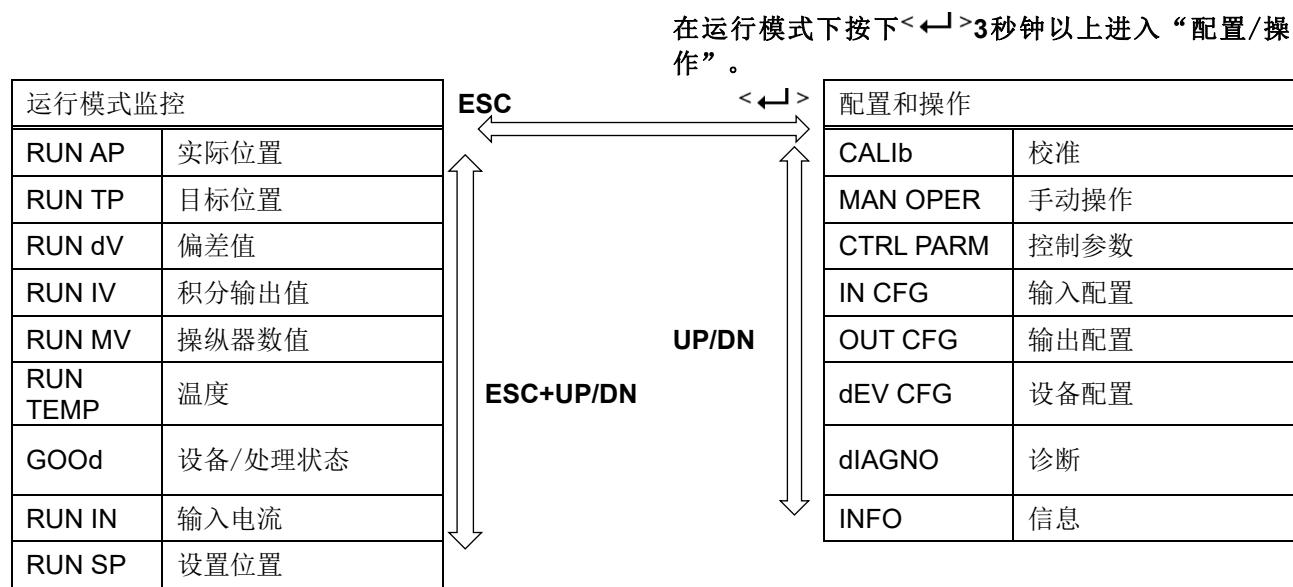 在运行模式下按下<↵>3秒钟以上进入“配置/操
作”。
运行模式监控
ESC
<↵>
配置和操作
RUN AP 实际位置
CALIb 校准
RUN TP 目标位置
MAN OPER 手动操作
RUN dV 偏差值
CTRL PARM 控制参数
RUN IV 积分输出值
IN CFG 输入配置
RUN MV 操纵器数值
UP/DN
OUT CFG 输出配置
RUN
TEMP 温度
ESC+UP/DN
dEV CFG 设备配置
GOOd 设备/处理状态
dIAGNO 诊断
RUN IN 输入电流
INFO 信息
RUN SP 设置位置